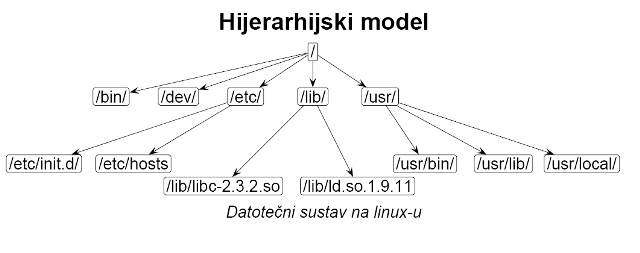 Hijerarhijski model
/
/bin/ /dev/ /etc/ /lib/ /usr/
/etc/init.d/ /etc/hosts /usr/bin/ /usr/lib/ /usr/local/
/lib/libc-2.3.2.so /lib/ld.so.1.9.11
Datotečni sustav na linux-u